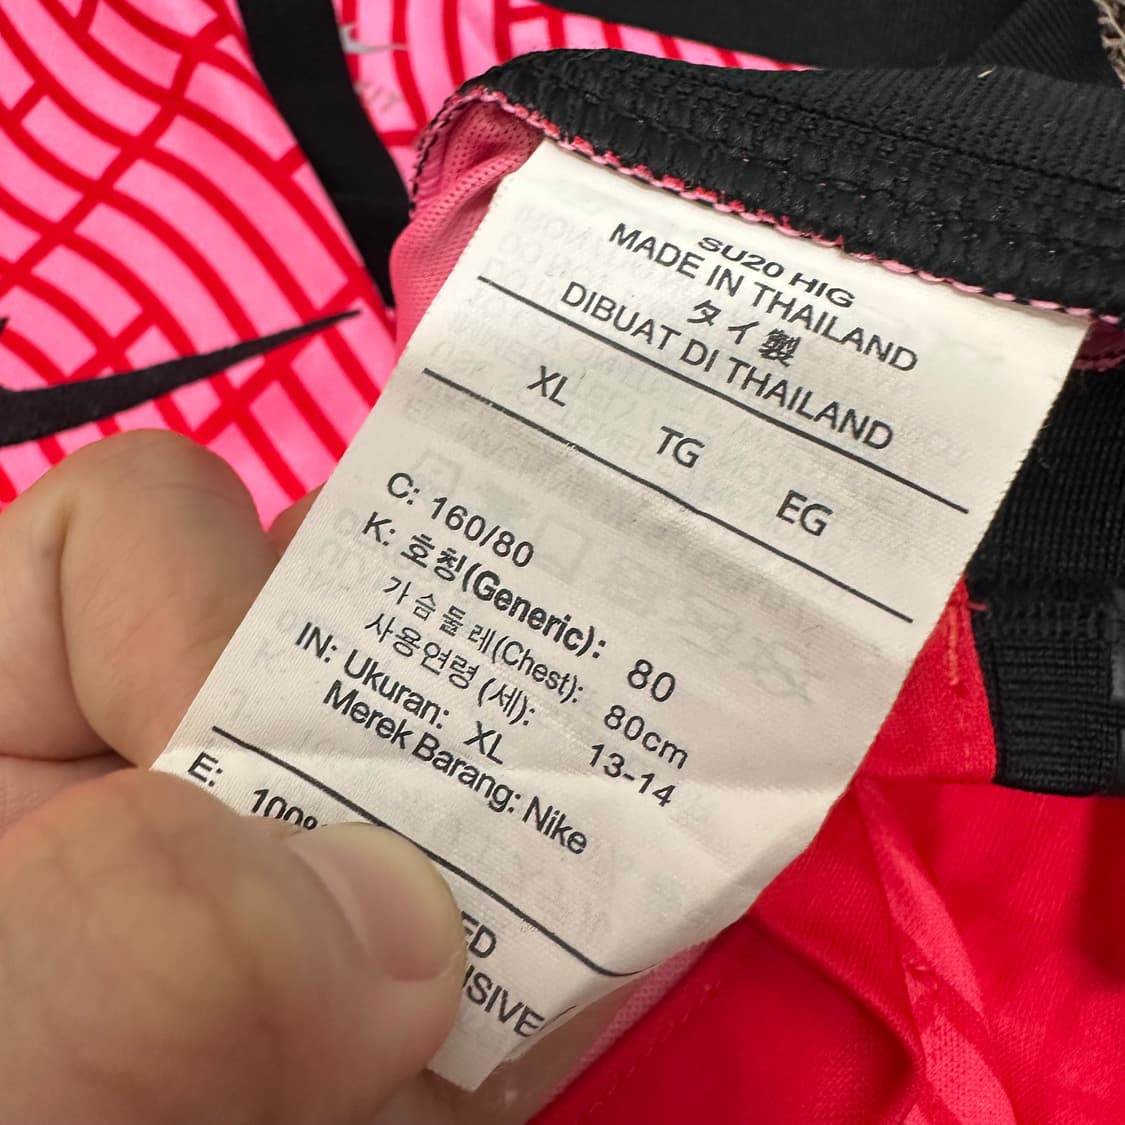 SU20 HIG
MADE IN THAILAND
タイ製
DIBUAT DI THAILAND
XL TG EG
C: 160/80
K: 호칭(Generic): 80
가슴둘레(Chest): 80cm
사용연령 (세): 13-14
IN: Ukuran: XL
Merek Barang: Nike
E: 100%